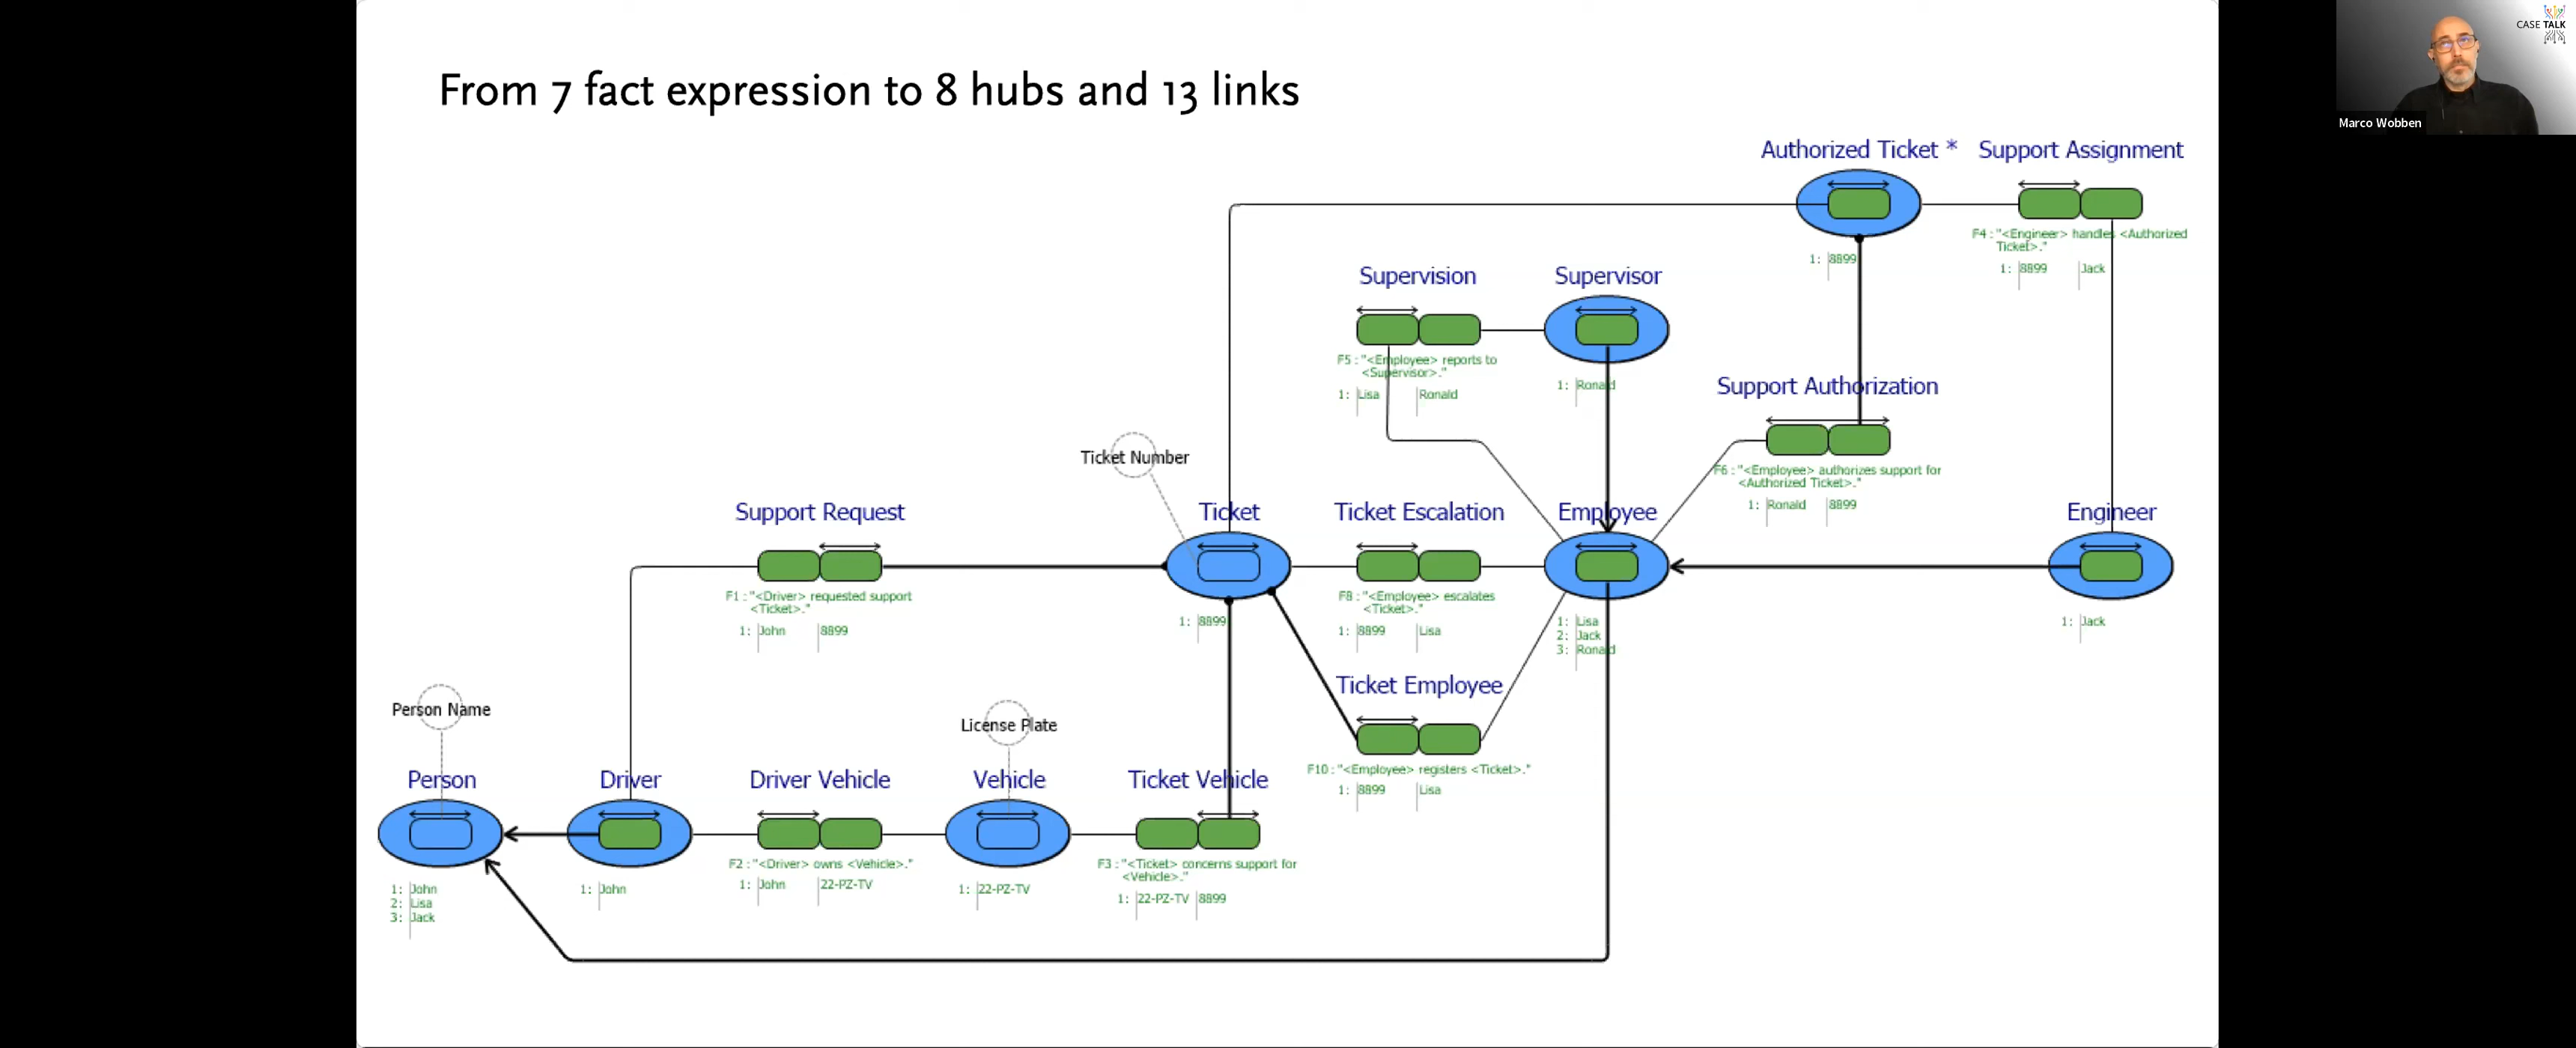 From 7 fact expression to 8 hubs and 13 links
CASE TALK
Marco Wobben
Authorized Ticket *
Support Assignment
F4 : "<Engineer> handles <Authorized
Ticket>."
1: 8899 Jack
1: 8899
Supervision
Supervisor
F5 : "<Employee> reports to
<Supervisor>."
1: Lisa Ronald
1: Ronald
Support Authorization
F6 : "<Employee> authorizes support for
<Authorized Ticket>."
1: Ronald 8899
Ticket Number
Support Request
Ticket
Ticket Escalation
Employee
Engineer
F1 : "<Driver> requested support
<Ticket>."
1: John 8899
1: 8899
F8 : "<Employee> escalates
<Ticket>."
1: 8899 Lisa
1: Lisa
2: Jack
3: Ronald
1: Jack
Ticket Employee
F10 : "<Employee> registers <Ticket>."
1: 8899 Lisa
Person Name
License Plate
Person
Driver
Driver Vehicle
Vehicle
Ticket Vehicle
1: John
2: Lisa
3: Jack
1: John
F2 : "<Driver> owns <Vehicle>."
1: John 22-PZ-TV
1: 22-PZ-TV
F3 : "<Ticket> concerns support for
<Vehicle>."
1: 22-PZ-TV 8899